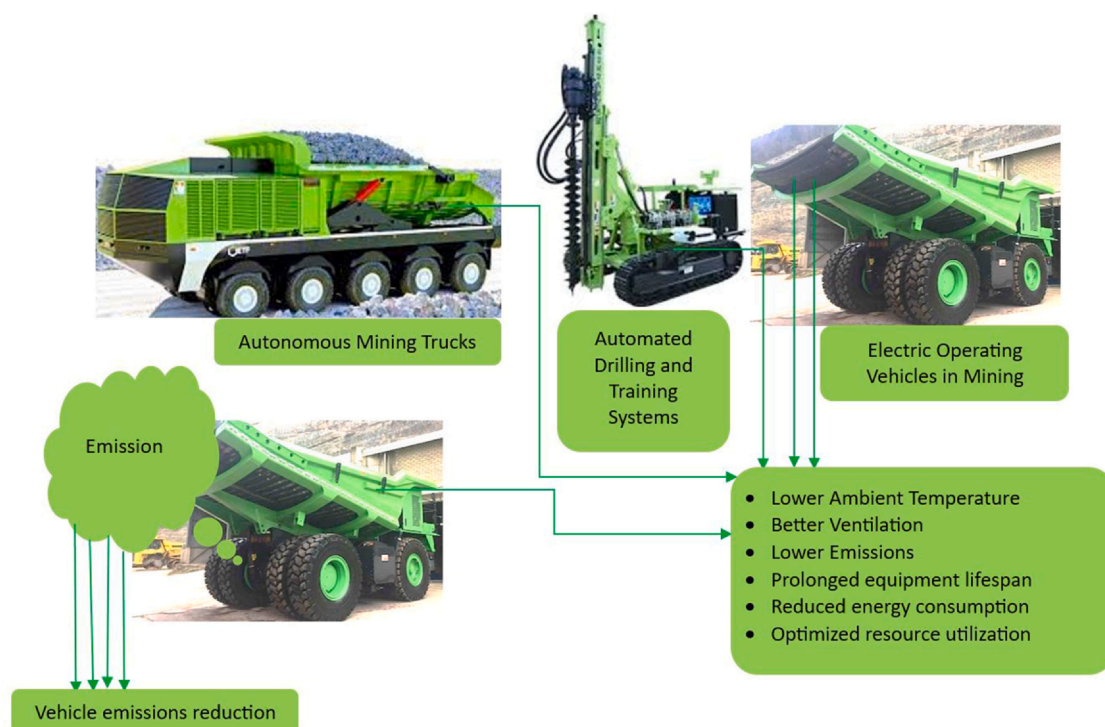 Autonomous Mining Trucks
Automated
Drilling and
Training
Systems
Electric Operating
Vehicles in Mining
Emission
• Lower Ambient Temperature
• Better Ventilation
• Lower Emissions
• Prolonged equipment lifespan
• Reduced energy consumption
• Optimized resource utilization
Vehicle emissions reduction